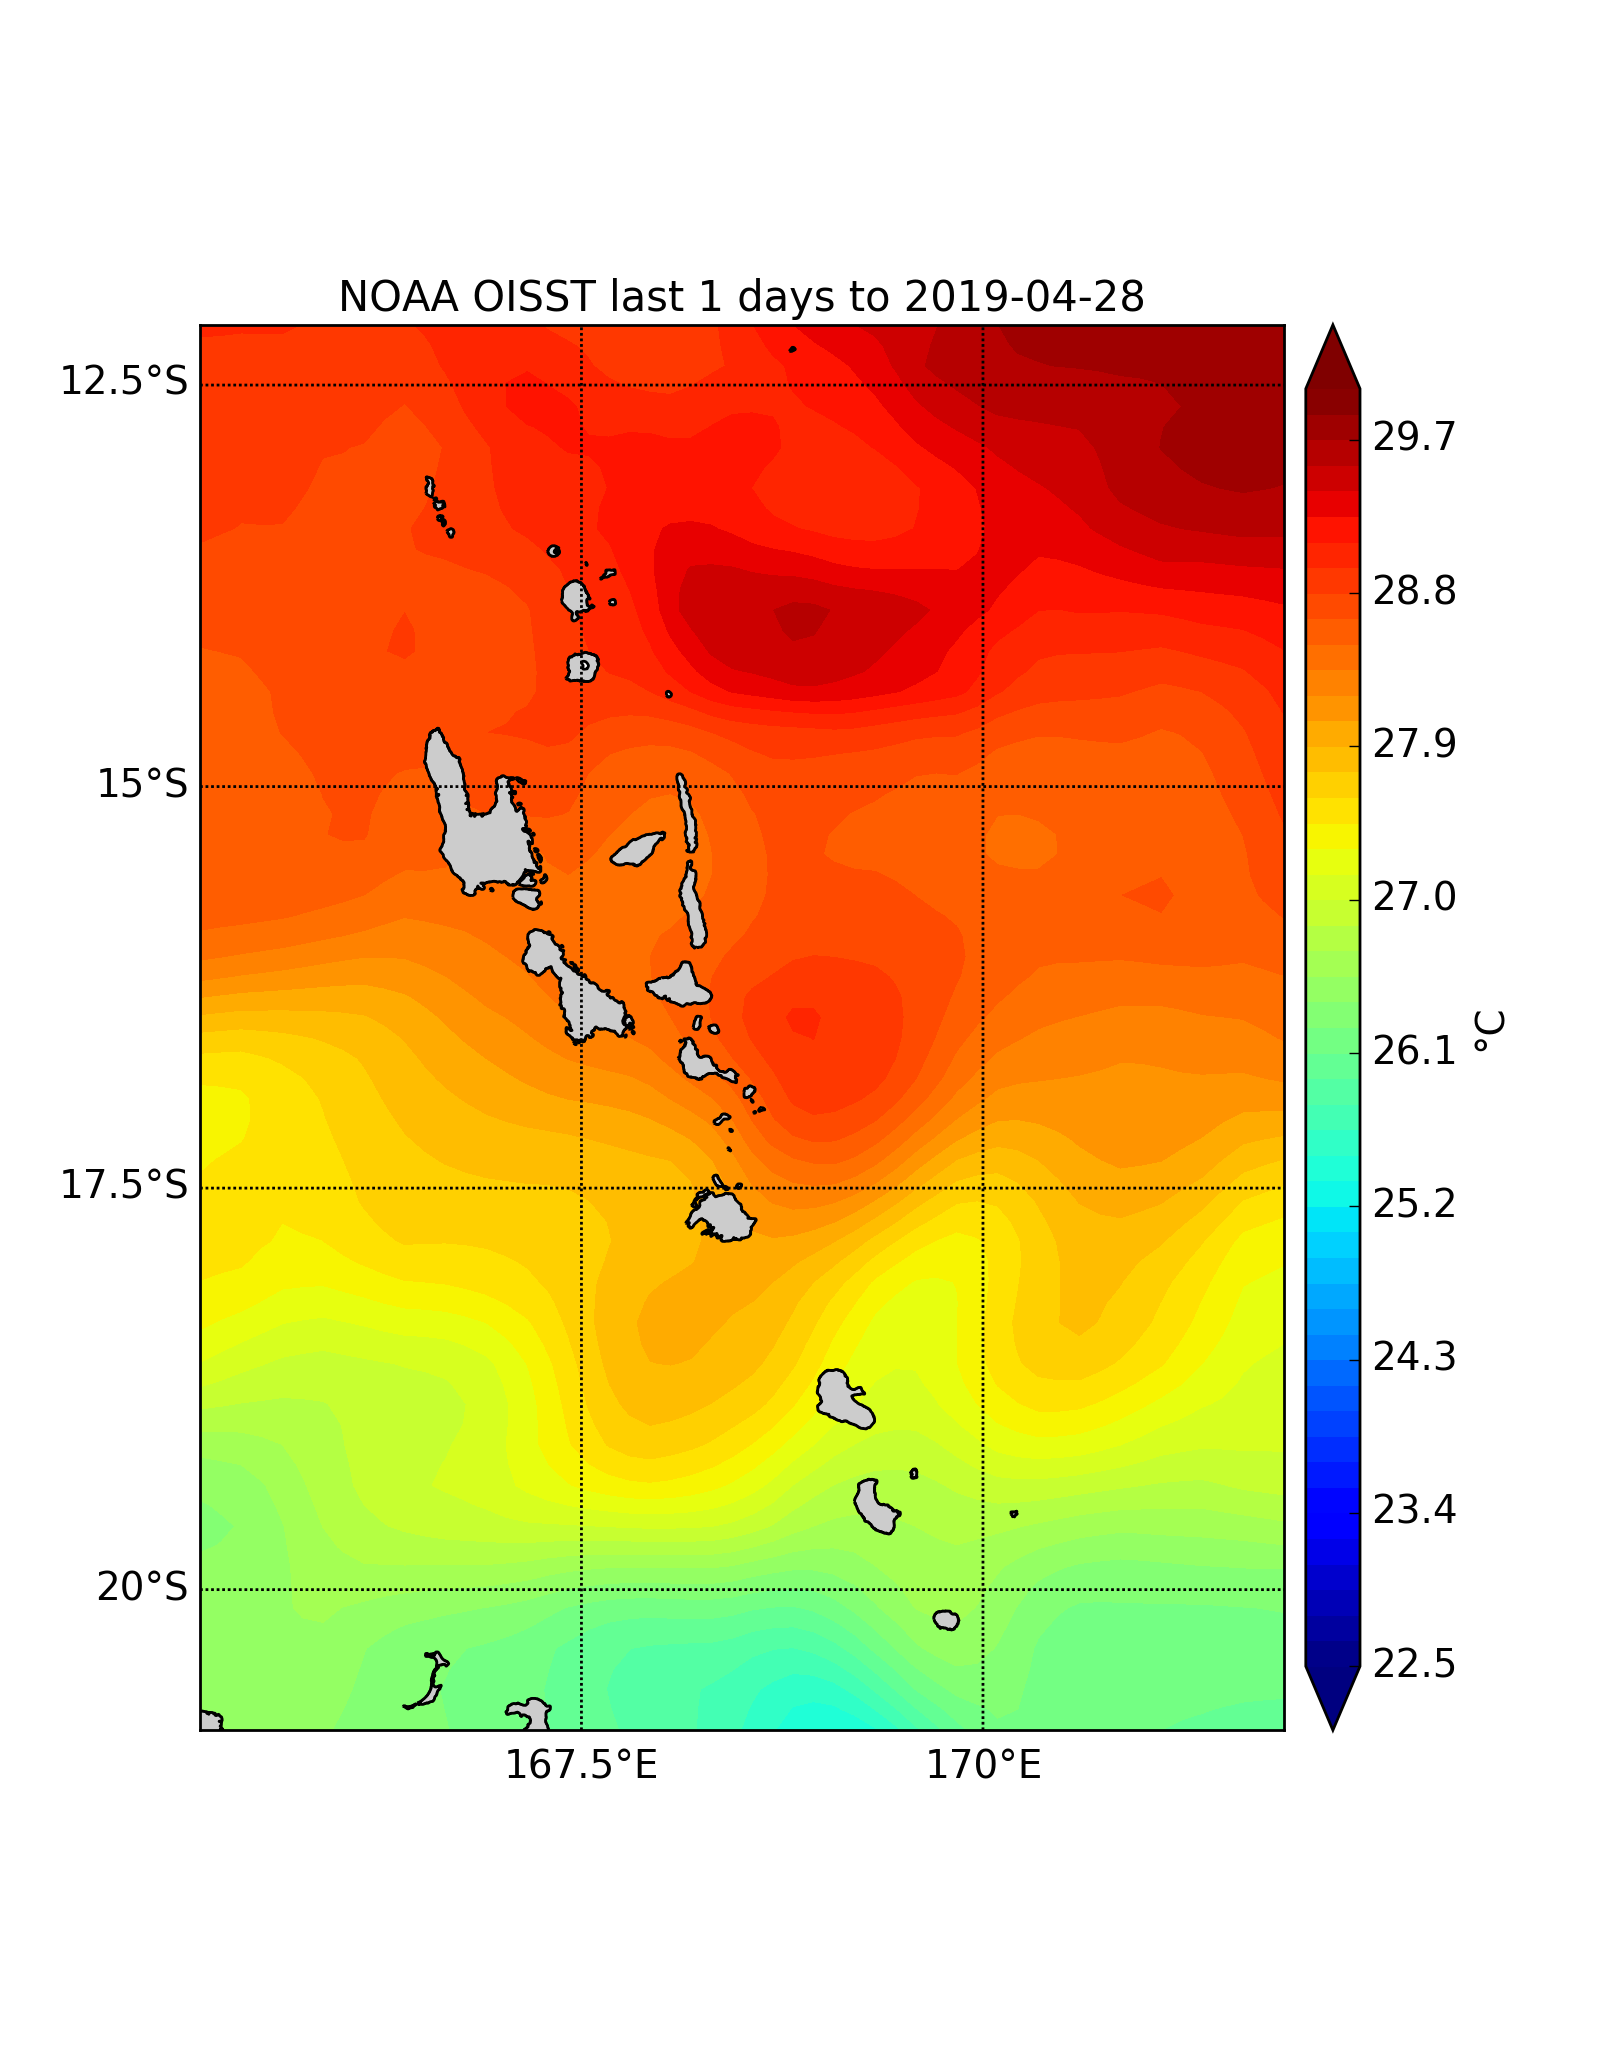 NOAA OISST last 1 days to 2019-04-28
12.5°S
15°S
17.5°S
20°S
167.5°E
170°E
29.7
28.8
27.9
27.0
26.1
25.2
24.3
23.4
22.5
°C